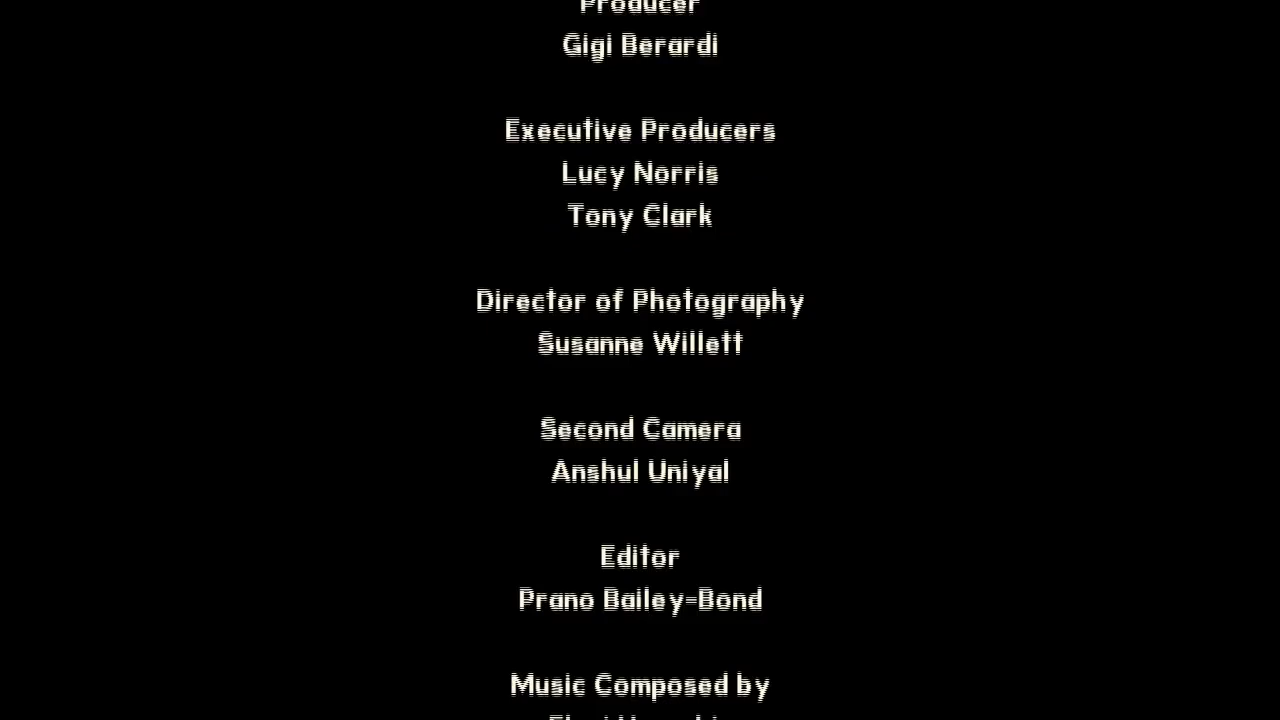 Producer
Gigi Berardi
Executive Producers
Lucy Norris
Tony Clark
Director of Photography
Susanne Willett
Second Camera
Anshul Uniyal
Editor
Prano Bailey-Bond
Music Composed by